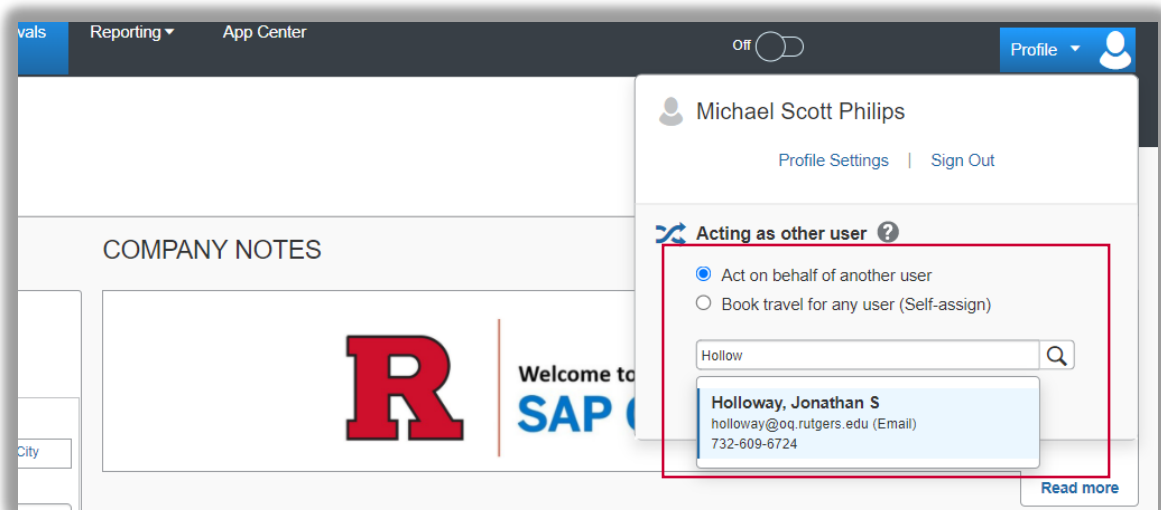 vals Reporting App Center Off Profile
Michael Scott Philips
Profile Settings | Sign Out
Acting as other user ?
COMPANY NOTES
Act on behalf of another user
Book travel for any user (Self-assign)
Hollow
R
Welcome to
SAP
Holloway, Jonathan S
holloway@oq.rutgers.edu (Email)
732-609-6724
City
Read more